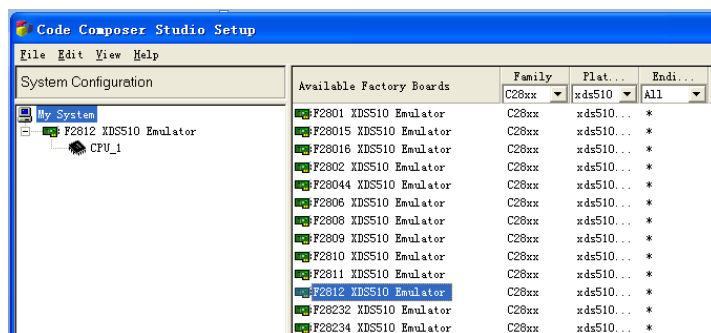 Code Composer Studio Setup
File Edit View Help
System Configuration
My System
F2812 XDS510 Emulator
CPU_1
Available Factory Boards Family Plat... Endi...
C28xx xds510 All
F2801 XDS510 Emulator C28xx xds510... *
F28015 XDS510 Emulator C28xx xds510... *
F28016 XDS510 Emulator C28xx xds510... *
F2802 XDS510 Emulator C28xx xds510... *
F28044 XDS510 Emulator C28xx xds510... *
F2806 XDS510 Emulator C28xx xds510... *
F2808 XDS510 Emulator C28xx xds510... *
F2809 XDS510 Emulator C28xx xds510... *
F2810 XDS510 Emulator C28xx xds510... *
F2811 XDS510 Emulator C28xx xds510... *
F2812 XDS510 Emulator C28xx xds510... *
F28232 XDS510 Emulator C28xx xds510... *
F28234 XDS510 Emulator C28xx xds510... *